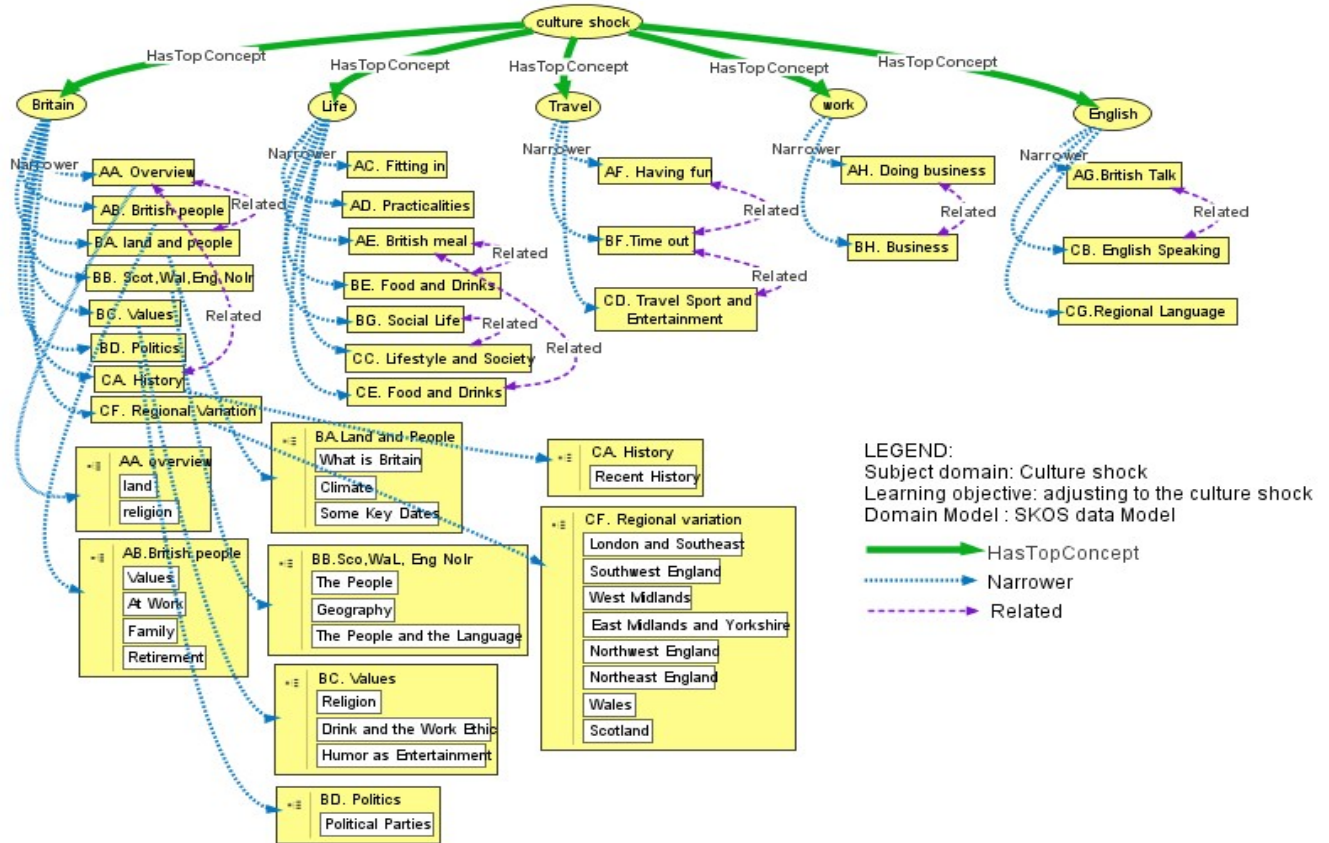 culture shock
HasTopConcept
HasTopConcept
HasTopConcept
HasTopConcept
HasTopConcept
Britain
Life
Travel
work
English
Narrower
AA. Overview
AB. British people
Related
BA. land and people
BB. Scot,Wal,Eng,NoIr
BC. Values
Related
BD. Politics
CA. History
CF. Regional Variation
Narrower
AC. Fitting in
AD. Practicalities
AE. British meal
Related
BE. Food and Drinks
BG. Social Life
Related
CC. Lifestyle and Society
Related
CE. Food and Drinks
Narrower
AF. Having fun
Related
BF.Time out
Related
CD. Travel Sport and
Entertainment
Narrower
AH. Doing business
Related
BH. Business
Narrower
AG.British Talk
Related
CB. English Speaking
CG.Regional Language
AA. overview
land
religion
AB.British people
Values
At Work
Family
Retirement
BA.Land and People
What is Britain
Climate
Some Key Dates
BB.Sco,WaL, Eng NoIr
The People
Geography
The People and the Language
BC. Values
Religion
Drink and the Work Ethic
Humor as Entertainment
BD. Politics
Political Parties
CA. History
Recent History
CF. Regional variation
London and Southeast
Southwest England
West Midlands
East Midlands and Yorkshire
Northwest England
Northeast England
Wales
Scotland
LEGEND:
Subject domain: Culture shock
Learning objective: adjusting to the culture shock
Domain Model : SKOS data Model
HasTopConcept
Narrower
Related